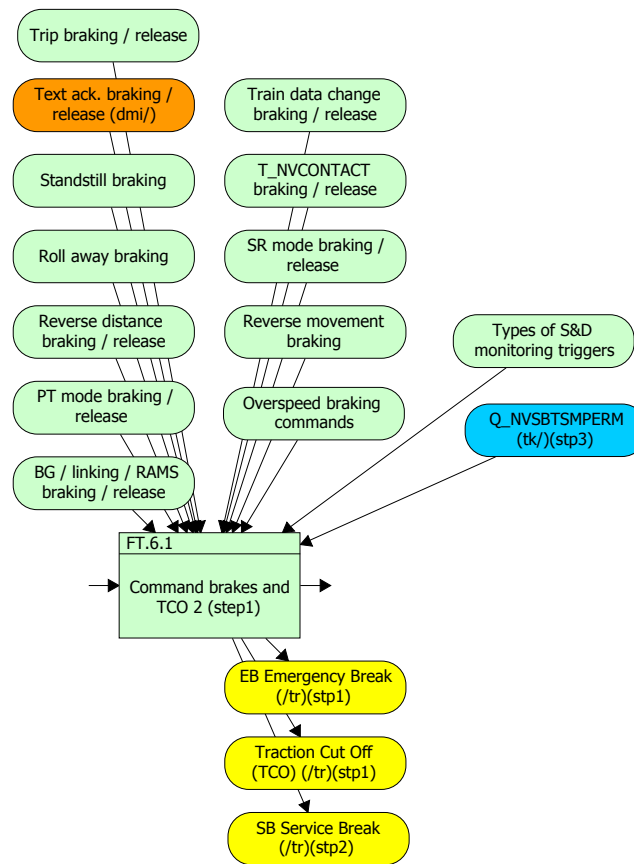 Trip braking / release
Text ack. braking /
release (dmi/)
Train data change
braking / release
Standstill braking
T_NVCONTACT
braking / release
Roll away braking
SR mode braking /
release
Reverse distance
braking / release
Reverse movement
braking
Types of S&D
monitoring triggers
PT mode braking /
release
Overspeed braking
commands
Q_NVSBTSMPERM
(tk/)(stp3)
BG / linking / RAMS
braking / release
FT.6.1
Command brakes and
TCO 2 (step1)
EB Emergency Break
(/tr)(stp1)
Traction Cut Off
(TCO) (/tr)(stp1)
SB Service Break
(/tr)(stp2)